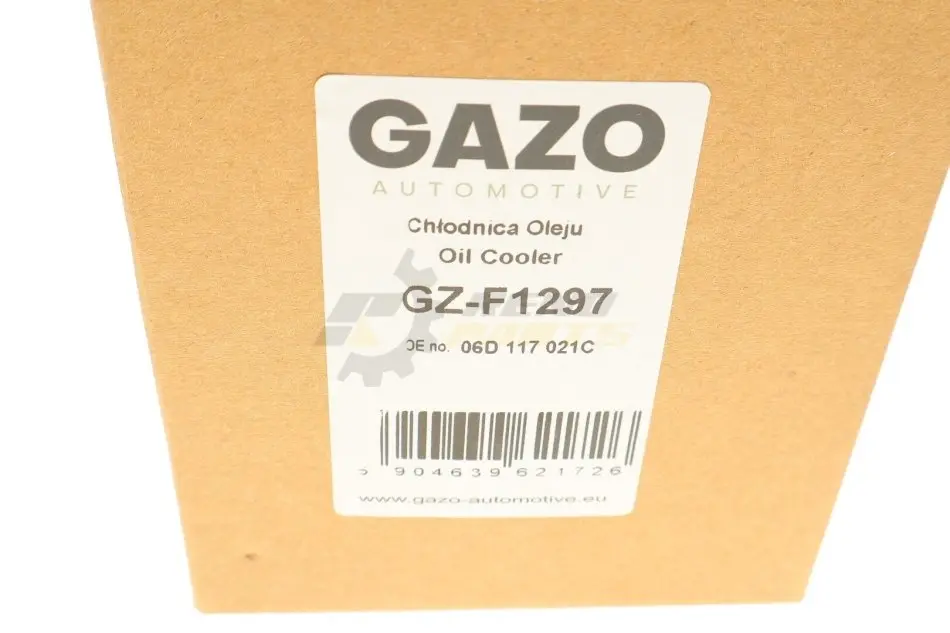 GAZO
AUTOMOTIVE
Chłodnica Oleju
Oil Cooler
GZ-F1297
OE no. 06D 117 021C
5 904639 621726
www.gazo-automotive.eu